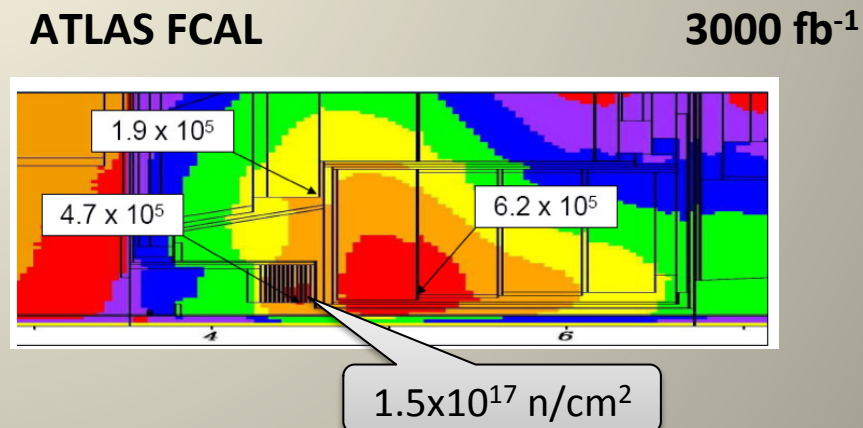 ATLAS FCAL 3000 fb⁻¹
1.9 x 10⁵
4.7 x 10⁵
6.2 x 10⁵
4 6
1.5x10¹⁷ n/cm²